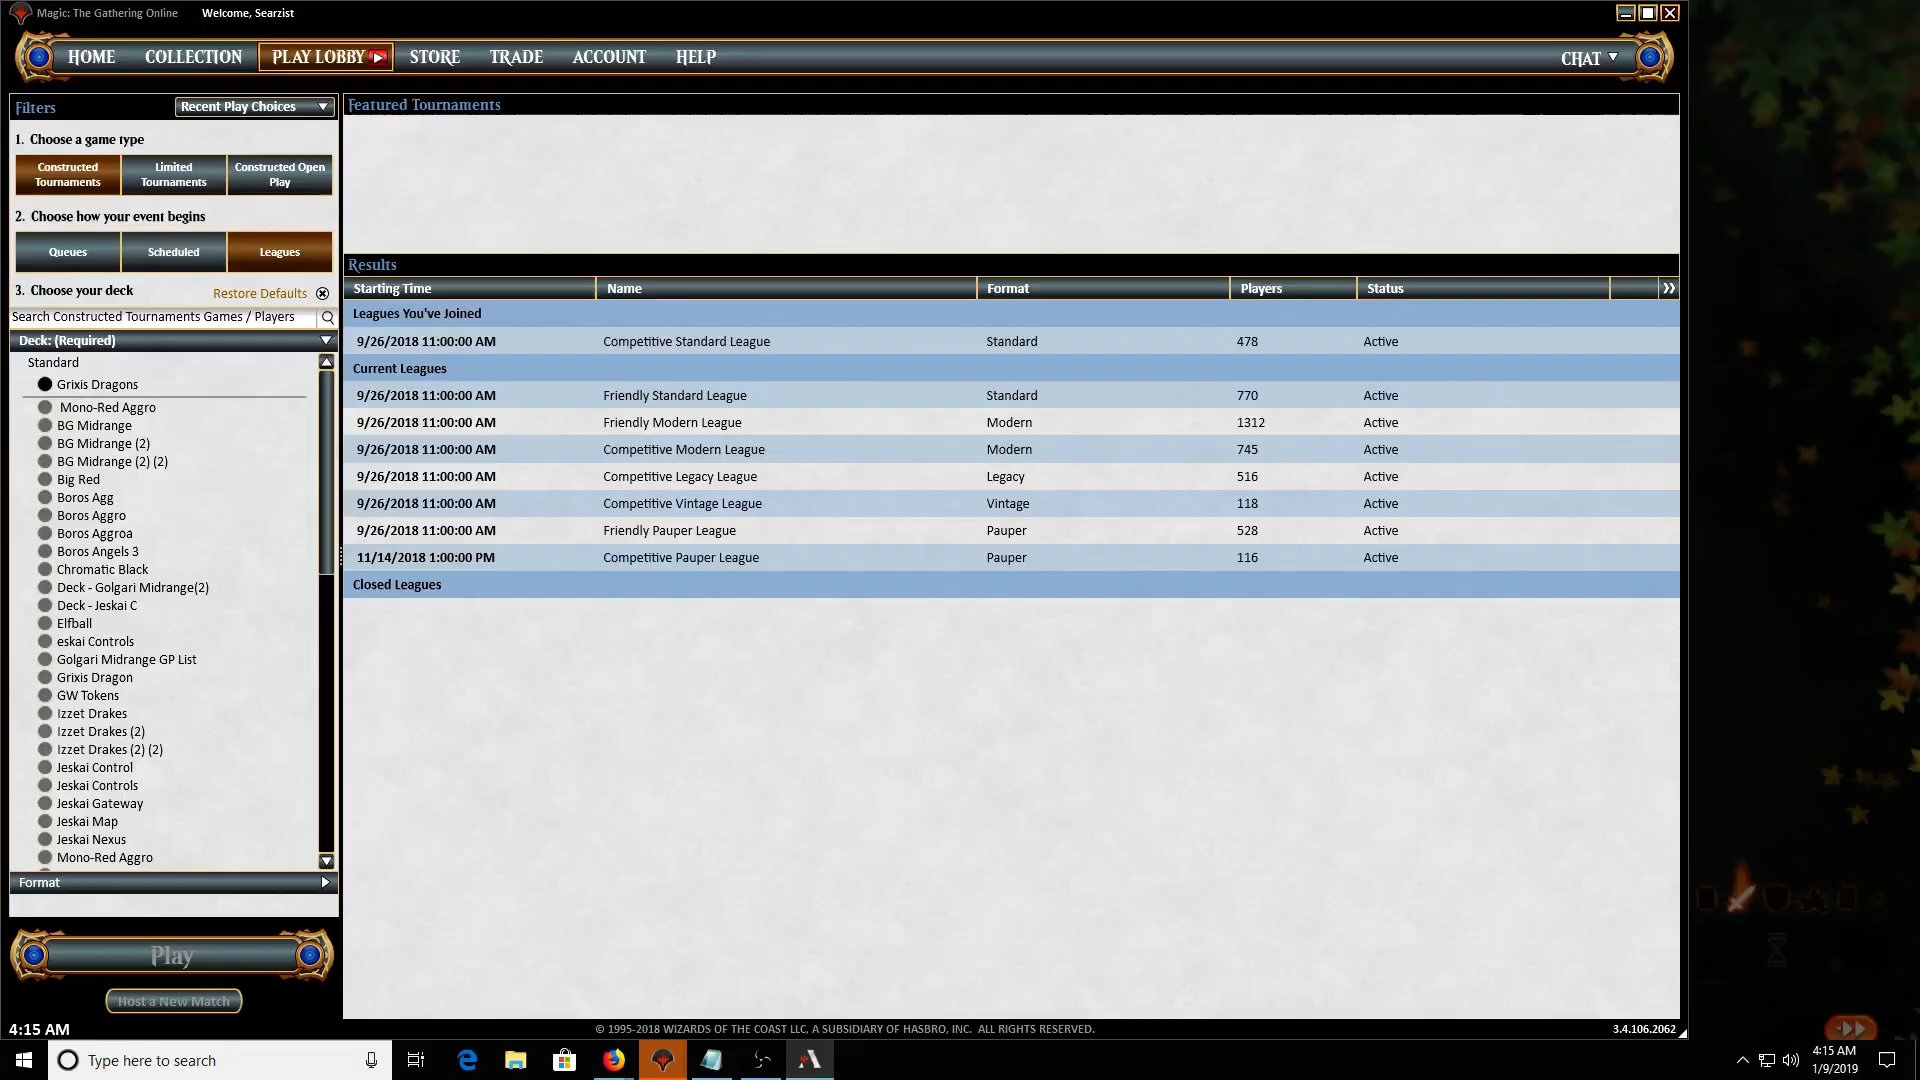 Magic: The Gathering Online Welcome, Searzist
HOME COLLECTION PLAY LOBBY STORE TRADE ACCOUNT HELP CHAT
Filters Recent Play Choices
1. Choose a game type
Constructed Tournaments Limited Tournaments Constructed Open Play
2. Choose how your event begins
Queues Scheduled Leagues
3. Choose your deck Restore Defaults
Search Constructed Tournaments Games / Players
Deck: (Required)
Standard
Grixis Dragons
Mono-Red Aggro
BG Midrange
BG Midrange (2)
BG Midrange (2) (2)
Big Red
Boros Agg
Boros Aggro
Boros Aggroa
Boros Angels 3
Chromatic Black
Deck - Golgari Midrange(2)
Deck - Jeskai C
Elfball
eskai Controls
Golgari Midrange GP List
Grixis Dragon
GW Tokens
Izzet Drakes
Izzet Drakes (2)
Izzet Drakes (2) (2)
Jeskai Control
Jeskai Controls
Jeskai Gateway
Jeskai Map
Jeskai Nexus
Mono-Red Aggro
Format
Play
Host a New Match
4:15 AM
Featured Tournaments
Results
Starting Time Name Format Players Status
Leagues You've Joined
9/26/2018 11:00:00 AM Competitive Standard League Standard 478 Active
Current Leagues
9/26/2018 11:00:00 AM Friendly Standard League Standard 770 Active
9/26/2018 11:00:00 AM Friendly Modern League Modern 1312 Active
9/26/2018 11:00:00 AM Competitive Modern League Modern 745 Active
9/26/2018 11:00:00 AM Competitive Legacy League Legacy 516 Active
9/26/2018 11:00:00 AM Competitive Vintage League Vintage 118 Active
9/26/2018 11:00:00 AM Friendly Pauper League Pauper 528 Active
11/14/2018 1:00:00 PM Competitive Pauper League Pauper 116 Active
Closed Leagues
© 1995-2018 WIZARDS OF THE COAST LLC, A SUBSIDIARY OF HASBRO, INC. ALL RIGHTS RESERVED.
3.4.106.2062
Type here to search
4:15 AM
1/9/2019